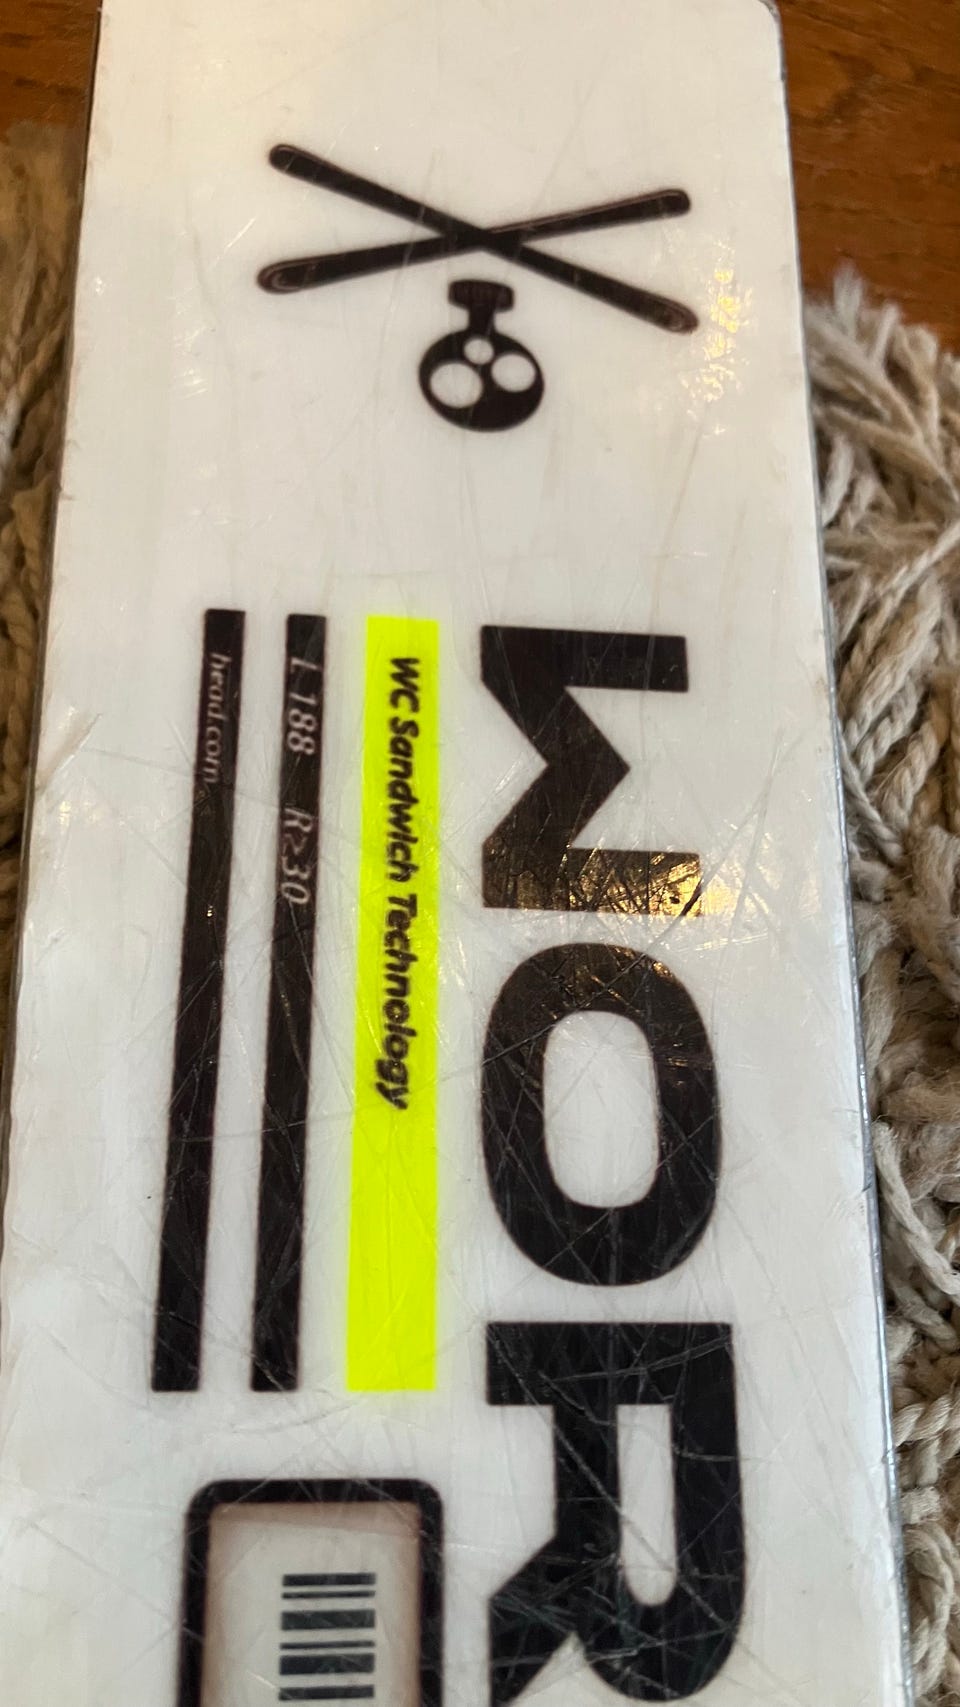 WOR
WC Sandwich Technology
L 188 R≥30
head.com